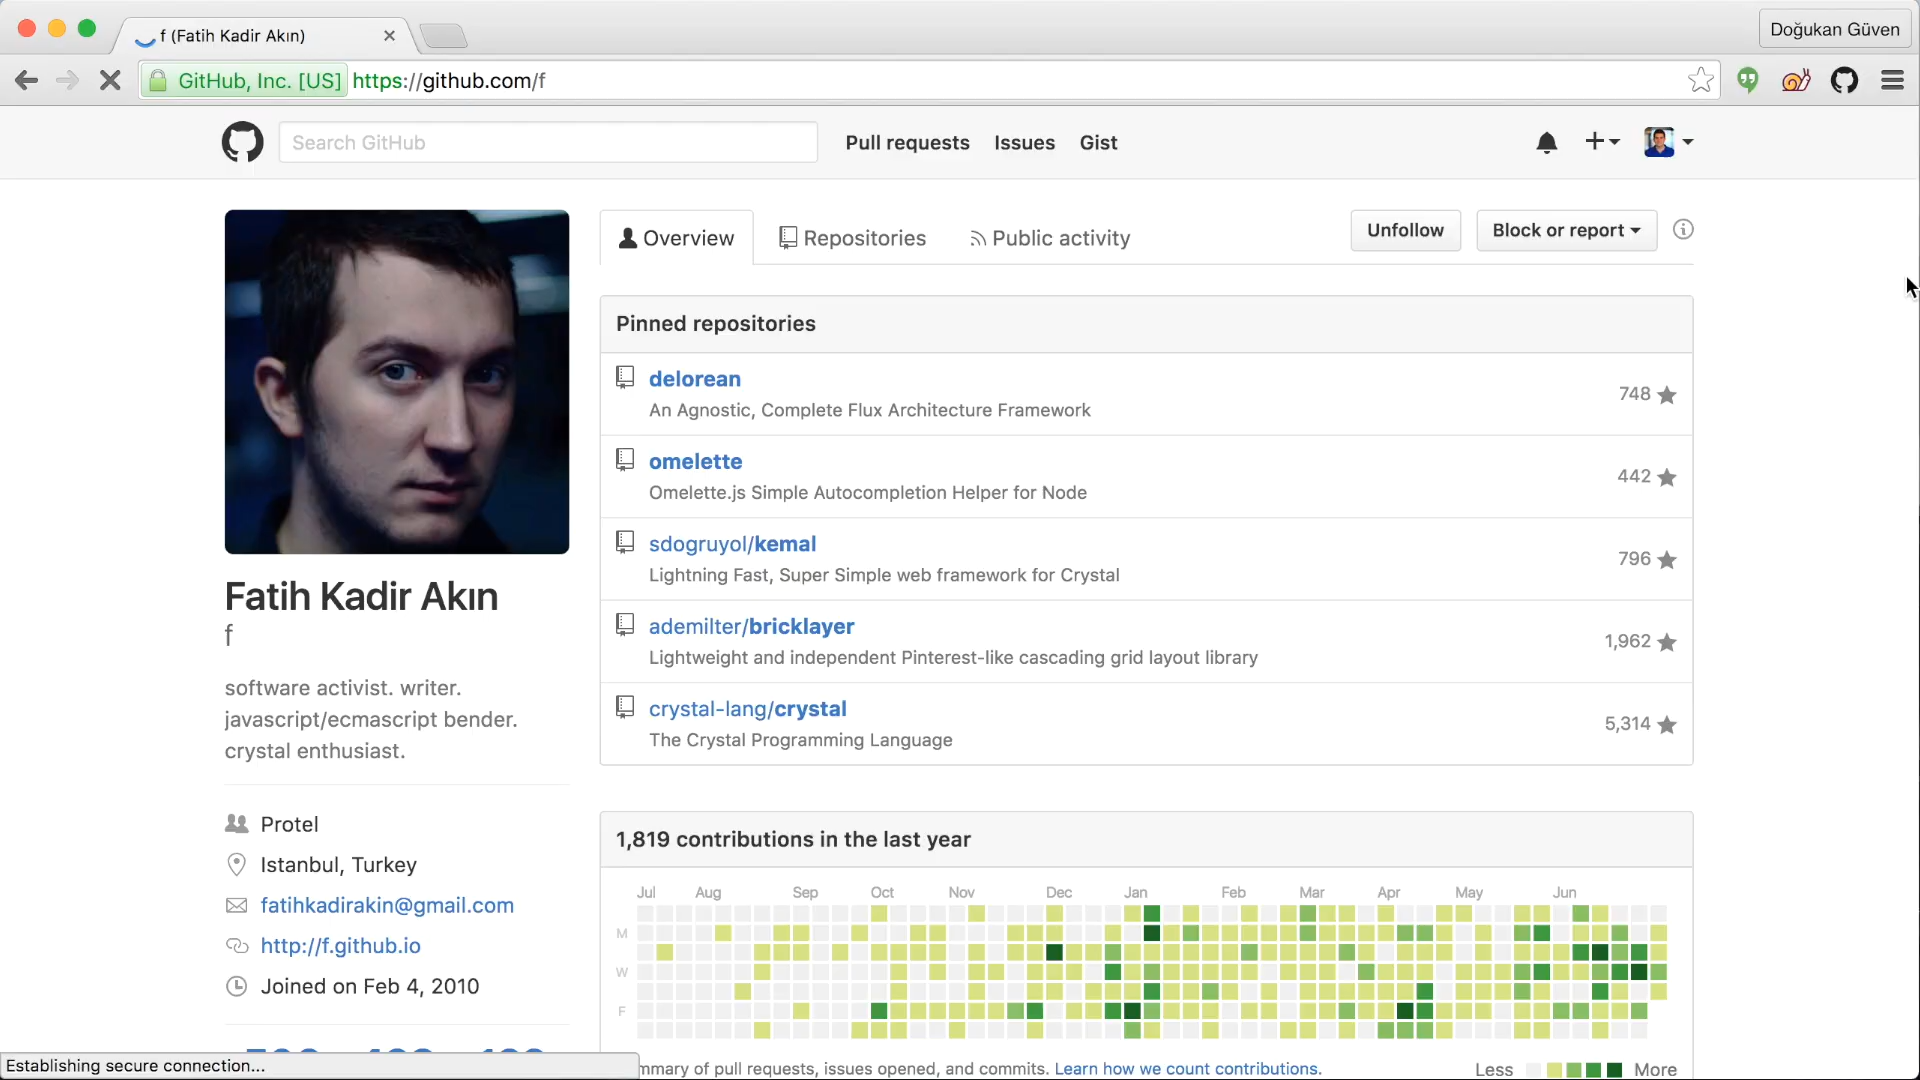 f (Fatih Kadir Akın)
Doğukan Güven
GitHub, Inc. [US] https://github.com/f
Search GitHub
Pull requests Issues Gist
Overview Repositories Public activity
Unfollow Block or report
Pinned repositories
delorean
An Agnostic, Complete Flux Architecture Framework
748
omelette
Omelette.js Simple Autocompletion Helper for Node
442
sdogruyol/kemal
Lightning Fast, Super Simple web framework for Crystal
796
ademilter/bricklayer
Lightweight and independent Pinterest-like cascading grid layout library
1,962
crystal-lang/crystal
The Crystal Programming Language
5,314
Fatih Kadir Akın
f
software activist. writer.
javascript/ecmascript bender.
crystal enthusiast.
Protel
Istanbul, Turkey
fatihkadirakin@gmail.com
http://f.github.io
Joined on Feb 4, 2010
1,819 contributions in the last year
Jul Aug Sep Oct Nov Dec Jan Feb Mar Apr May Jun
M
W
F
of pull requests, issues opened, and commits. Learn how we count contributions.
Less More
Establishing secure connection...